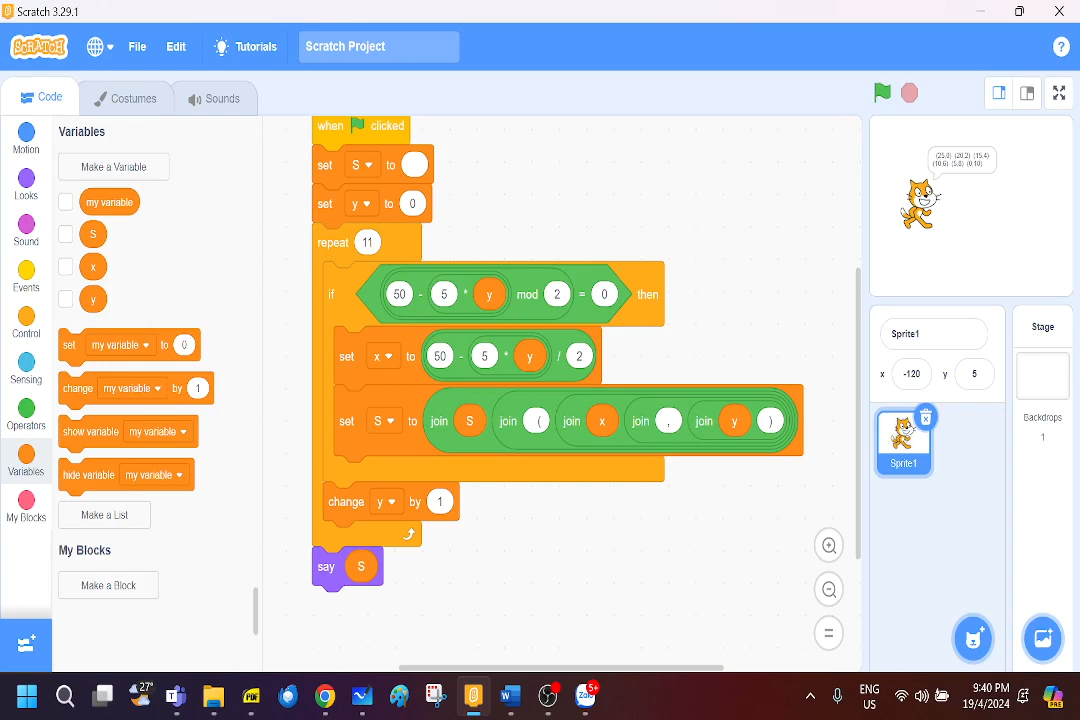 Scratch 3.29.1
SCRATCH File Edit Tutorials Scratch Project ?
Code Costumes Sounds
Motion
Looks
Sound
Events
Control
Sensing
Operators
Variables
My Blocks
Variables
Make a Variable
my variable
S
x
y
set my variable to 0
change my variable by 1
show variable my variable
hide variable my variable
Make a List
My Blocks
Make a Block
when clicked
set S to
set y to 0
repeat 11
if 50 - 5 * y mod 2 = 0 then
set x to 50 - 5 * y / 2
set S to join S join ( join x join , join y )
change y by 1
say S
(25,0) (20,2) (15,4)
(10,6) (5,8) (0,10)
Sprite1
x -120 y 5
Sprite1
Stage
Backdrops
1
PDF
5+
Zalo
27°
ENG
US
9:40 PM
19/4/2024
PRE